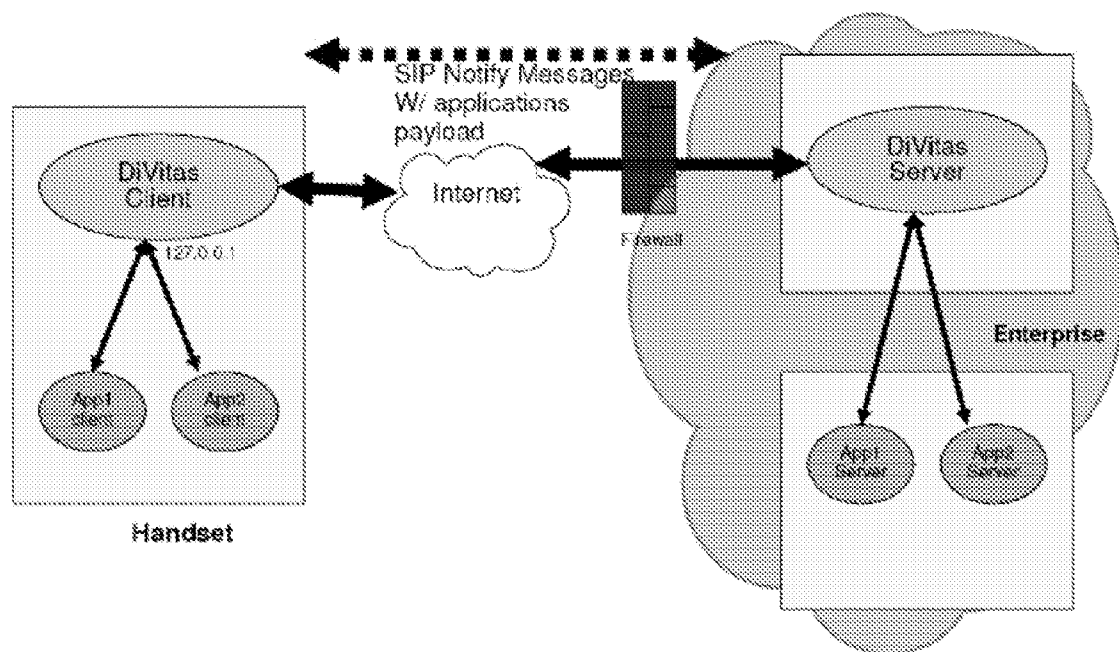 SIP Notify Messages
W/ applications
payload
DiVitas
Client
Internet
DiVitas
Server
127.0.0.1
Firewall
Enterprise
App1
client
App2
client
App1
Server
App2
Server
Handset